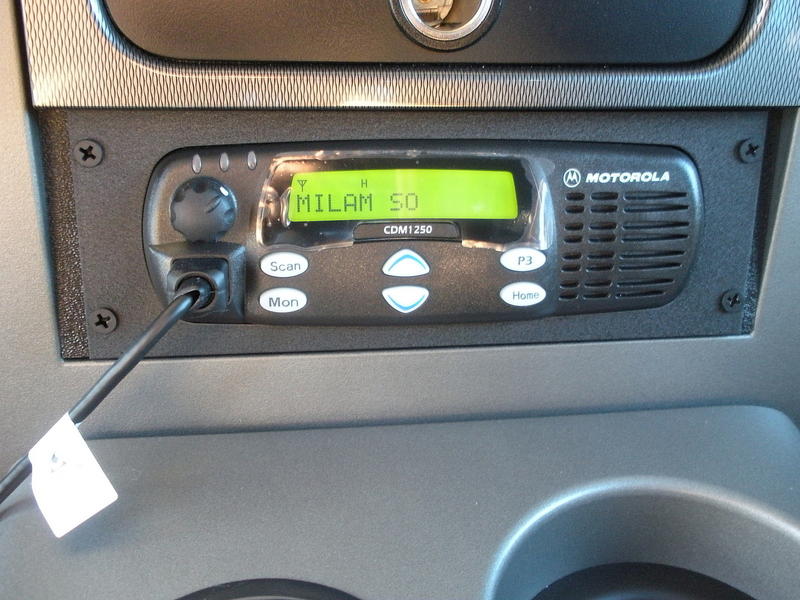 H
MILAM SO
MOTOROLA
CDM1250
Scan
P3
Mon
Home